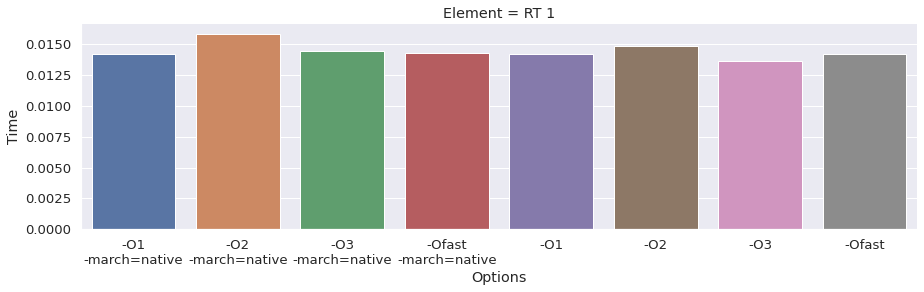 Element = RT 1
Time
0.0150
0.0125
0.0100
0.0075
0.0050
0.0025
0.0000
-O1 -O2 -O3 -Ofast -O1 -O2 -O3 -Ofast
-march=native -march=native -march=native -march=native
Options